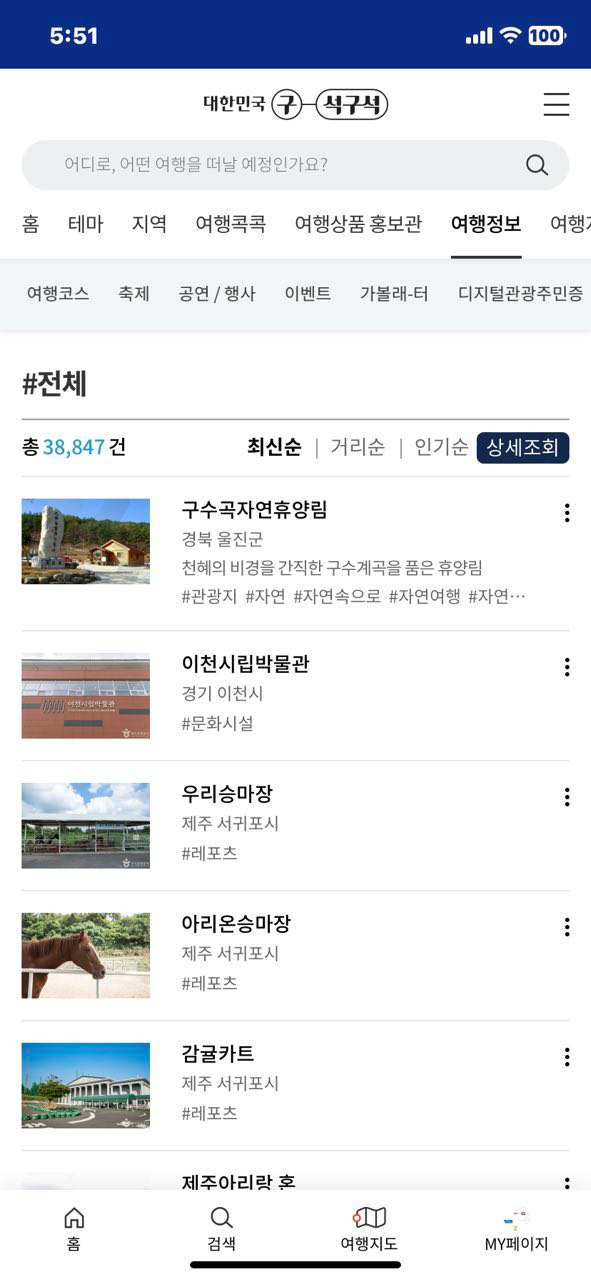 5:51
100
대한민국 구석구석
어디로, 어떤 여행을 떠날 예정인가요?
홈 테마 지역 여행콕콕 여행상품 홍보관 여행정보 여행
여행코스 축제 공연 / 행사 이벤트 가볼래-터 디지털관광주민증
#전체
총 38,847 건 최신순 | 거리순 | 인기순 상세조회
구수곡자연휴양림
경북 울진군
천혜의 비경을 간직한 구수계곡을 품은 휴양림
#관광지 #자연 #자연속으로 #자연여행 #자연…
이천시립박물관
이천시립박물관
경기 이천시
#문화시설
우리승마장
제주 서귀포시
#레포츠
아리온승마장
제주 서귀포시
#레포츠
감귤카트
제주 서귀포시
#레포츠
제주아리랑 혼
홈 검색 여행지도 MY페이지